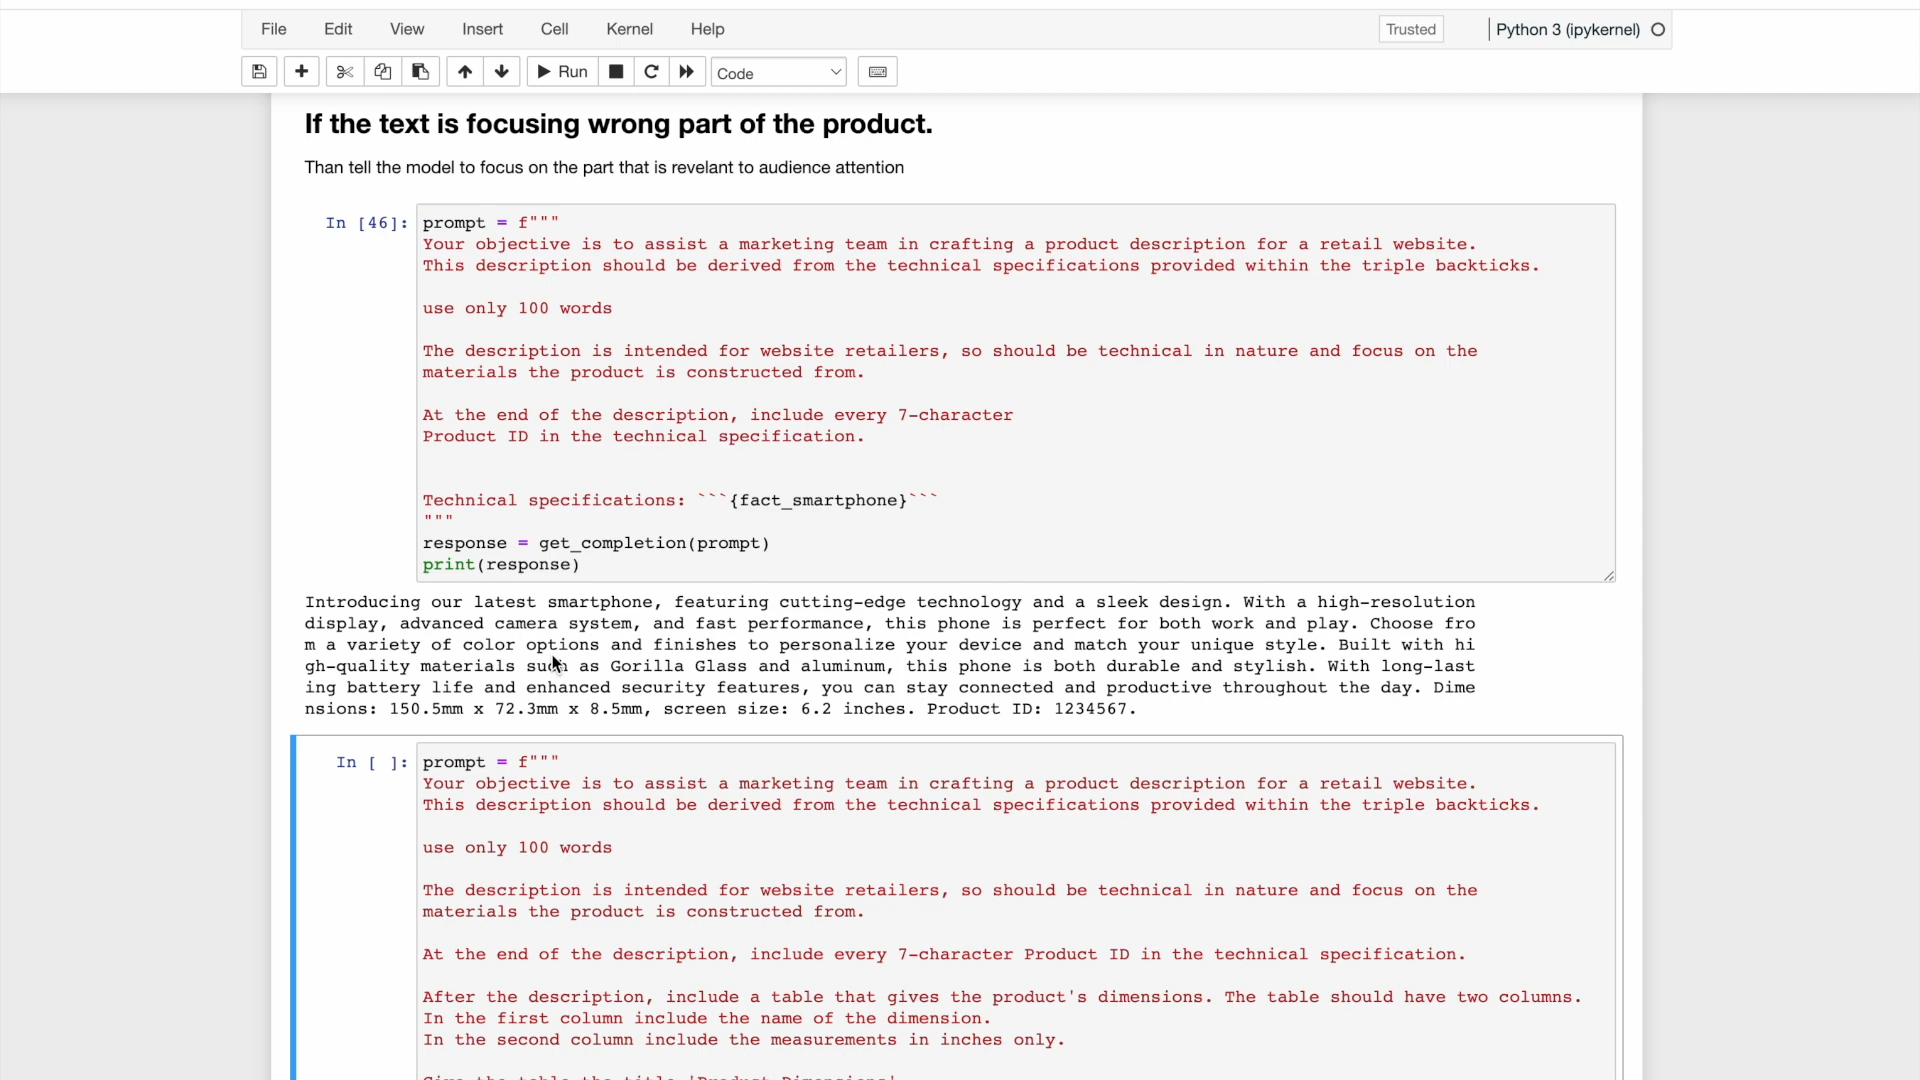 File Edit View Insert Cell Kernel Help Trusted Python 3 (ipykernel)
Run Code
If the text is focusing wrong part of the product.
Than tell the model to focus on the part that is revelant to audience attention
In [46]: prompt = f"""
Your objective is to assist a marketing team in crafting a product description for a retail website.
This description should be derived from the technical specifications provided within the triple backticks.
use only 100 words
The description is intended for website retailers, so should be technical in nature and focus on the
materials the product is constructed from.
At the end of the description, include every 7-character
Product ID in the technical specification.
Technical specifications: ```{fact_smartphone}```
"""
response = get_completion(prompt)
print(response)
Introducing our latest smartphone, featuring cutting-edge technology and a sleek design. With a high-resolution
display, advanced camera system, and fast performance, this phone is perfect for both work and play. Choose fro
m a variety of color options and finishes to personalize your device and match your unique style. Built with hi
gh-quality materials such as Gorilla Glass and aluminum, this phone is both durable and stylish. With long-last
ing battery life and enhanced security features, you can stay connected and productive throughout the day. Dime
nsions: 150.5mm x 72.3mm x 8.5mm, screen size: 6.2 inches. Product ID: 1234567.
In [ ]: prompt = f"""
Your objective is to assist a marketing team in crafting a product description for a retail website.
This description should be derived from the technical specifications provided within the triple backticks.
use only 100 words
The description is intended for website retailers, so should be technical in nature and focus on the
materials the product is constructed from.
At the end of the description, include every 7-character Product ID in the technical specification.
After the description, include a table that gives the product's dimensions. The table should have two columns.
In the first column include the name of the dimension.
In the second column include the measurements in inches only.
Give the table the title 'Product Dimensions'.